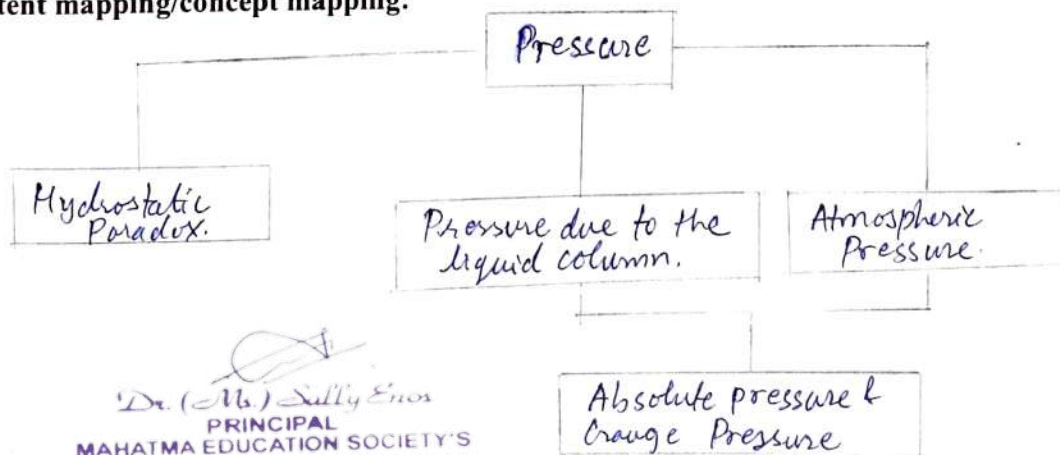 tent mapping/concept mapping:
Pressure
Hydrostatic
Paradox.
Pressure due to the
liquid column.
Atmospheric
Pressure.
Absolute pressure &
Gauge Pressure
Dr. (Ms.) Sally Enos
PRINCIPAL
MAHATMA EDUCATION SOCIETY'S